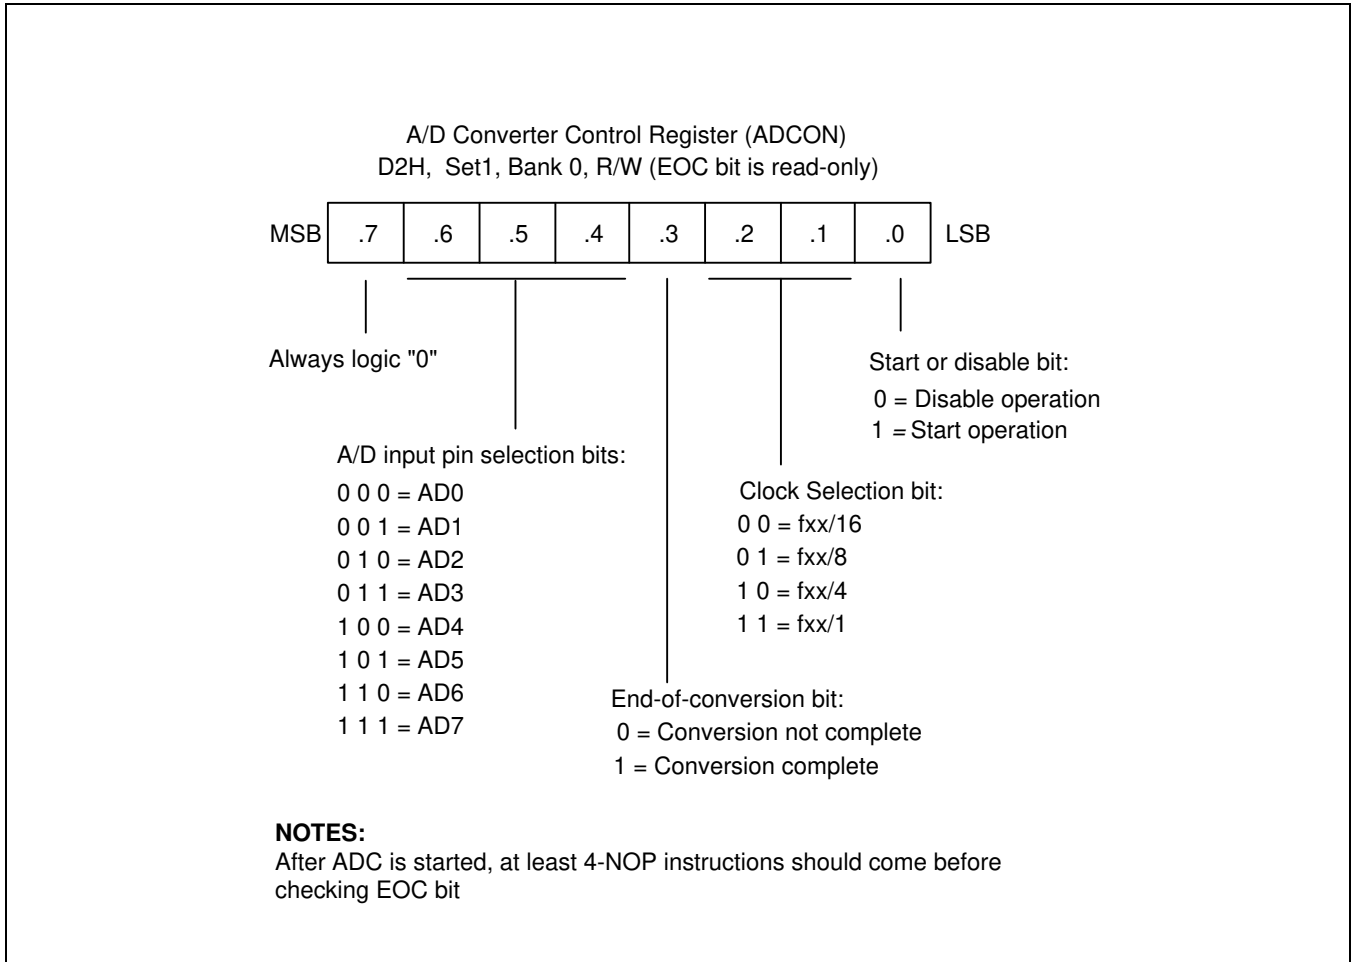 A/D Converter Control Register (ADCON)
D2H, Set1, Bank 0, R/W (EOC bit is read-only)
MSB .7 .6 .5 .4 .3 .2 .1 .0 LSB
Always logic "0"
Start or disable bit:
0 = Disable operation
1 = Start operation
A/D input pin selection bits:
0 0 0 = AD0
0 0 1 = AD1
0 1 0 = AD2
0 1 1 = AD3
1 0 0 = AD4
1 0 1 = AD5
1 1 0 = AD6
1 1 1 = AD7
Clock Selection bit:
0 0 = fxx/16
0 1 = fxx/8
1 0 = fxx/4
1 1 = fxx/1
End-of-conversion bit:
0 = Conversion not complete
1 = Conversion complete
NOTES:
After ADC is started, at least 4-NOP instructions should come before
checking EOC bit